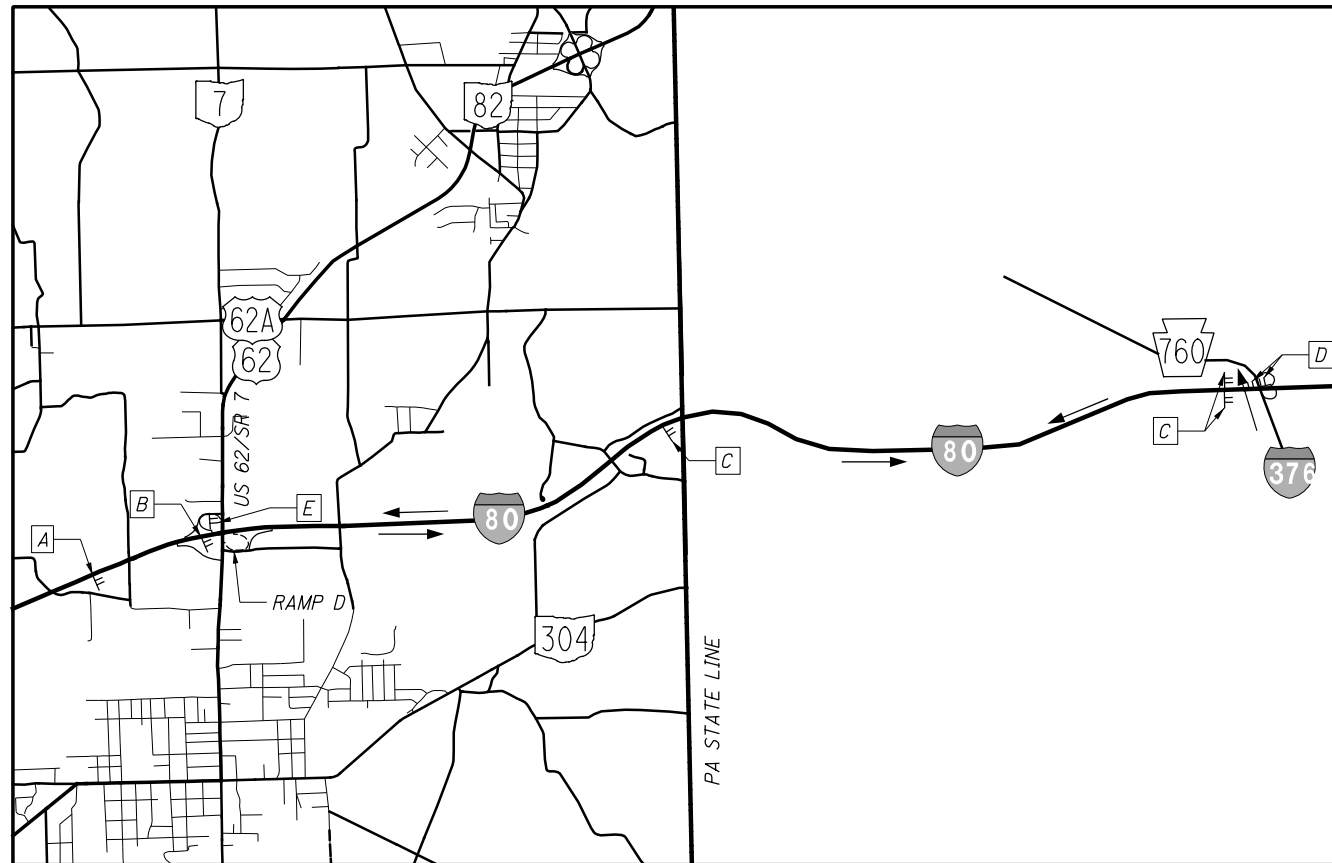 7
82
62A
62
760
D
C
US 62/SR 7
C
80
376
B
E
80
A
RAMP D
304
PA STATE LINE